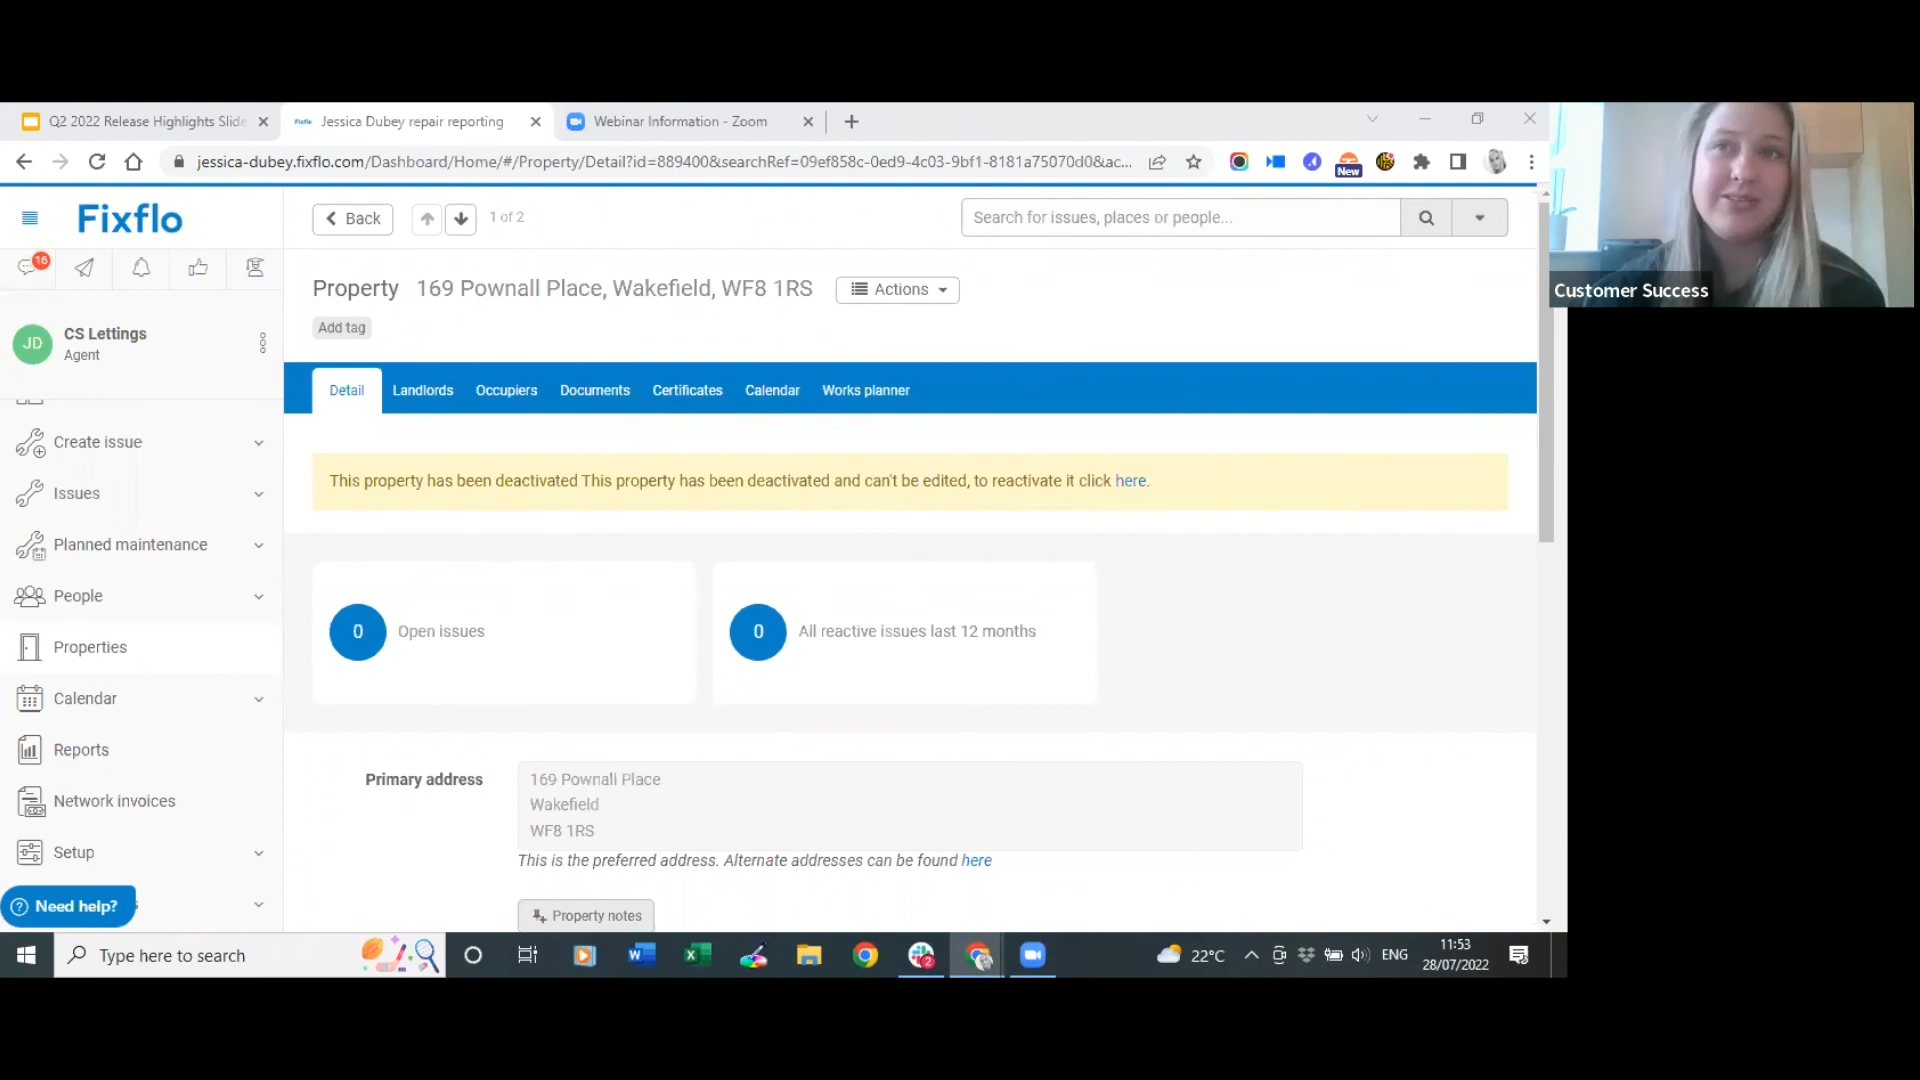 Q2 2022 Release Highlights Slide
Fixflo Jessica Dubey repair reporting
Webinar Information - Zoom
jessica-dubey.fixflo.com/Dashboard/Home/#/Property/Detail?id=889400&searchRef=09ef858c-0ed9-4c03-9bf1-8181a75070d0&ac...
New
Fixflo
Back
1 of 2
Search for issues, places or people...
16
Property 169 Pownall Place, Wakefield, WF8 1RS
Actions
Customer Success
Add tag
JD
CS Lettings
Agent
Detail Landlords Occupiers Documents Certificates Calendar Works planner
Create issue
This property has been deactivated This property has been deactivated and can't be edited, to reactivate it click here.
Issues
Planned maintenance
People
0 Open issues
0 All reactive issues last 12 months
Properties
Calendar
Reports
Network invoices
Setup
Primary address
169 Pownall Place
Wakefield
WF8 1RS
This is the preferred address. Alternate addresses can be found here
Property notes
Need help?
Type here to search
2
22°C
ENG
11:53
28/07/2022